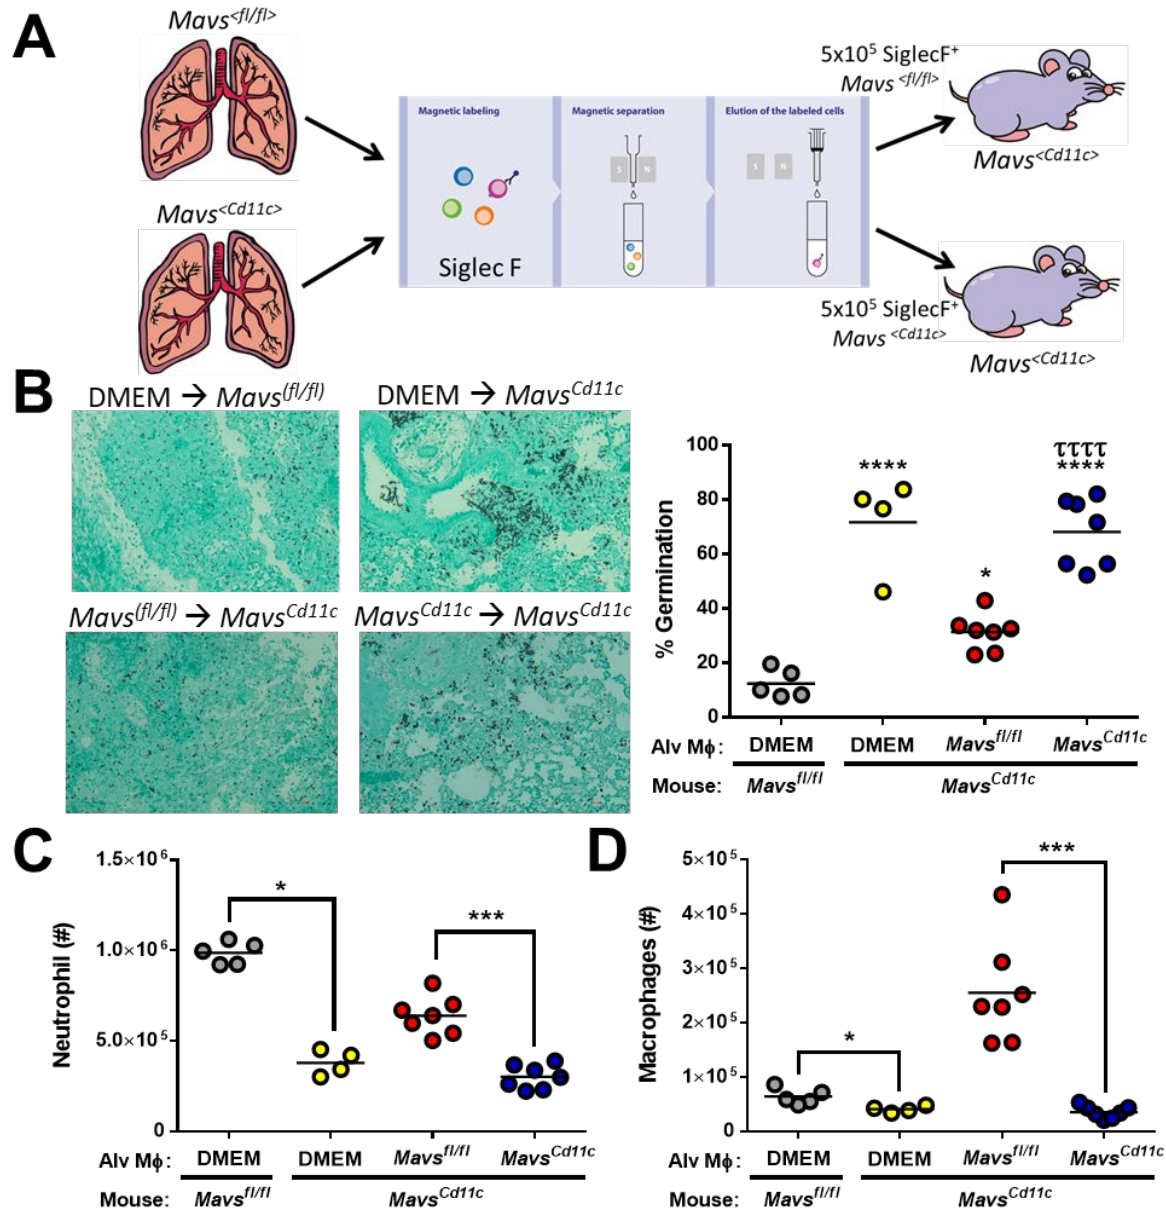 A
Mavs<fl/fl>
Mavs<Cd11c>
Magnetic labeling
Magnetic separation
Elution of the labeled cells
S N
S N
Siglec F
5x10⁵ SiglecF⁺
Mavs <fl/fl>
Mavs<Cd11c>
5x10⁵ SiglecF⁺
Mavs <Cd11c>
Mavs<Cd11c>
B
DMEM → Mavs(fl/fl)
DMEM → MavsCd11c
Mavs(fl/fl) → MavsCd11c
MavsCd11c → MavsCd11c
% Germination
100
80
60
40
20
0
****
*
ττττ
****
Alv Mϕ: DMEM DMEM Mavsfl/fl MavsCd11c
Mouse: Mavsfl/fl MavsCd11c
C
Neutrophil (#)
1.5×10⁶
1.0×10⁶
5.0×10⁵
0
*
***
Alv Mϕ: DMEM DMEM Mavsfl/fl MavsCd11c
Mouse: Mavsfl/fl MavsCd11c
D
Macrophages (#)
5×10⁵
4×10⁵
3×10⁵
2×10⁵
1×10⁵
0
*
***
Alv Mϕ: DMEM DMEM Mavsfl/fl MavsCd11c
Mouse: Mavsfl/fl MavsCd11c